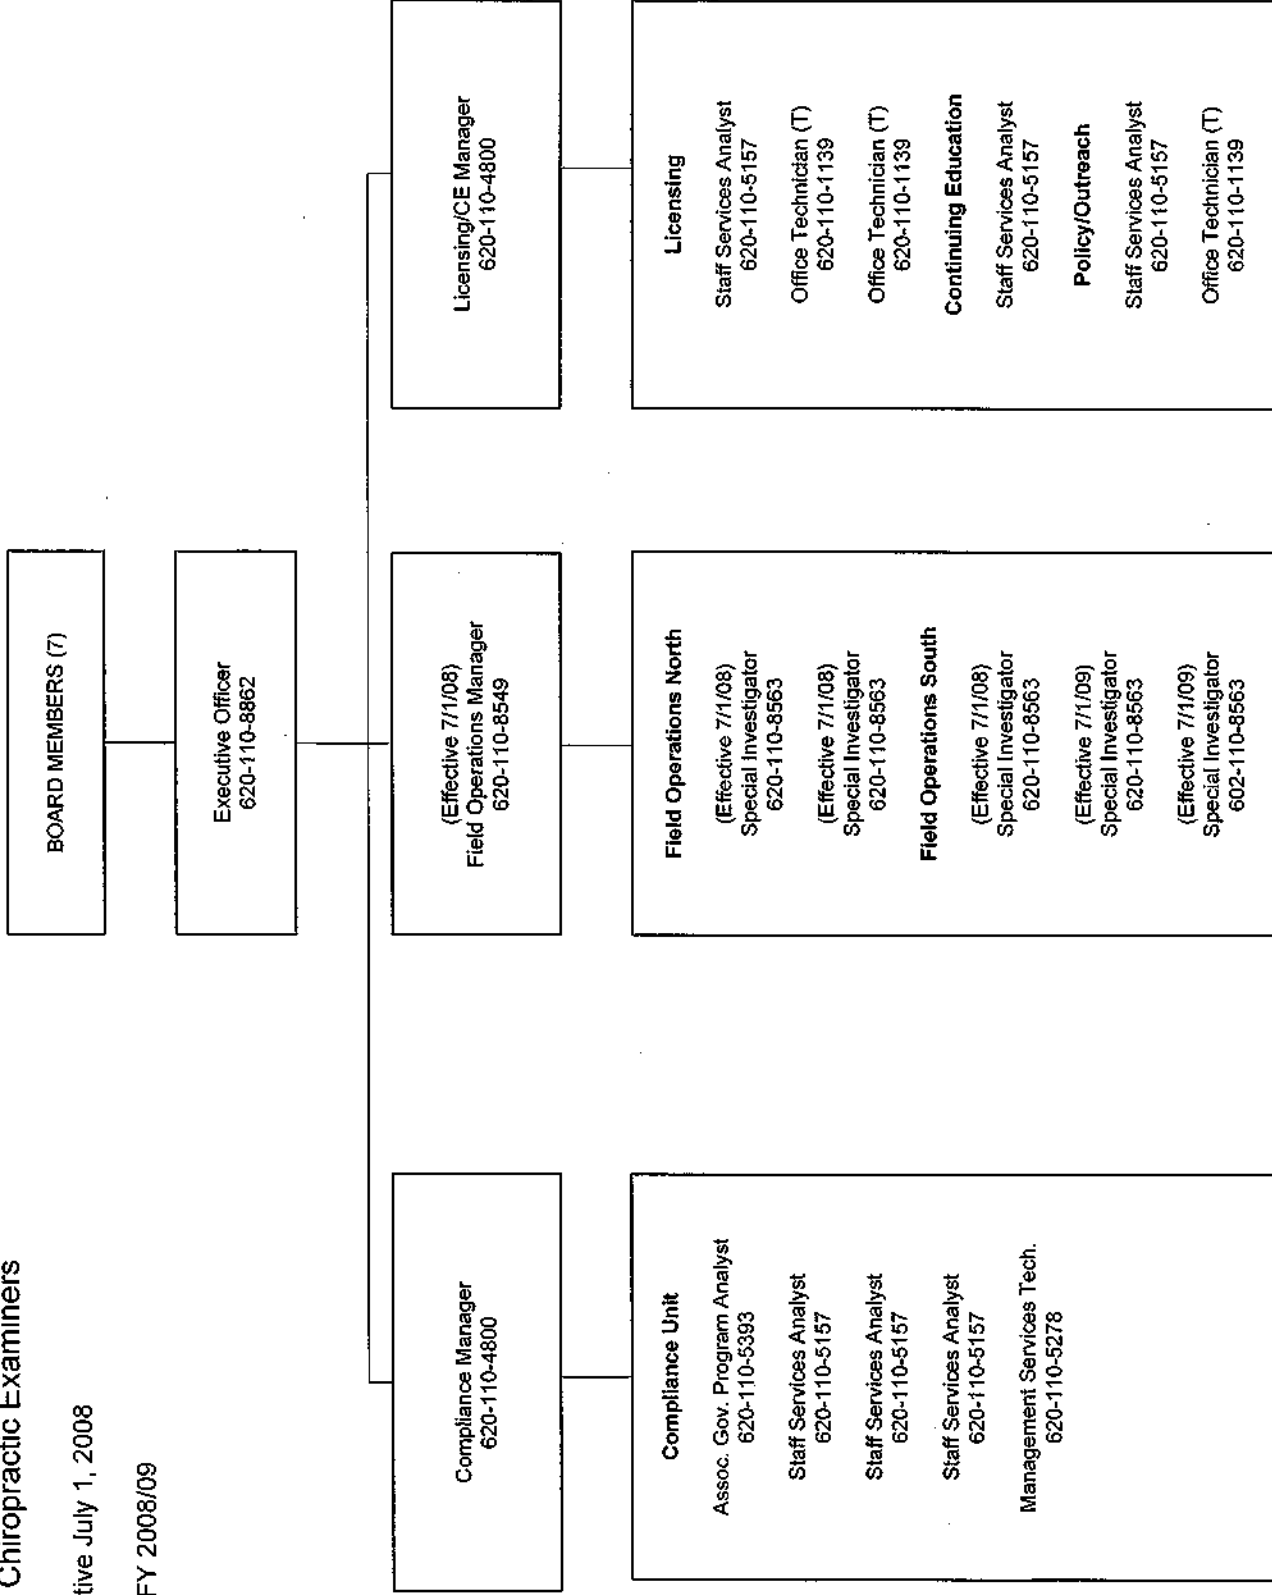 Chiropractic Examiners
tive July 1, 2008
FY 2008/09
BOARD MEMBERS (7)
Executive Officer
620-110-8862
Compliance Manager
620-110-4800
(Effective 7/1/08)
Field Operations Manager
620-110-8549
Licensing/CE Manager
620-110-4800
Compliance Unit
Assoc. Gov. Program Analyst
620-110-5393
Staff Services Analyst
620-110-5157
Staff Services Analyst
620-110-5157
Staff Services Analyst
620-110-5157
Management Services Tech.
620-110-5278
Field Operations North
(Effective 7/1/08)
Special Investigator
620-110-8563
(Effective 7/1/08)
Special Investigator
620-110-8563
Field Operations South
(Effective 7/1/08)
Special Investigator
620-110-8563
(Effective 7/1/09)
Special Investigator
620-110-8563
(Effective 7/1/09)
Special Investigator
602-110-8563
Licensing
Staff Services Analyst
620-110-5157
Office Technician (T)
620-110-1139
Office Technician (T)
620-110-1139
Continuing Education
Staff Services Analyst
620-110-5157
Policy/Outreach
Staff Services Analyst
620-110-5157
Office Technician (T)
620-110-1139